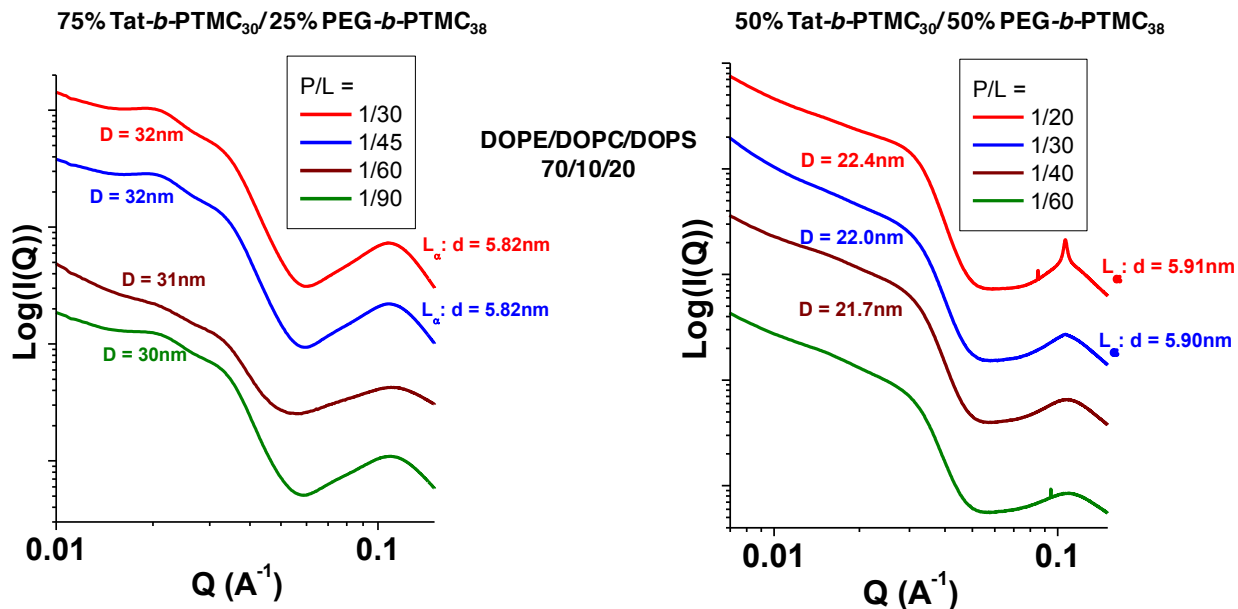 75% Tat-b-PTMC₃₀/25% PEG-b-PTMC₃₈
P/L =
1/30
1/45
1/60
1/90
D = 32nm
D = 32nm
D = 31nm
D = 30nm
Lα: d = 5.82nm
Lα: d = 5.82nm
Log(I(Q))
0.01
0.1
Q (A⁻¹)
DOPE/DOPC/DOPS
70/10/20
50% Tat-b-PTMC₃₀/50% PEG-b-PTMC₃₈
P/L =
1/20
1/30
1/40
1/60
D = 22.4nm
D = 22.0nm
D = 21.7nm
Lα: d = 5.91nm
Lα: d = 5.90nm
Log(I(Q))
0.01
0.1
Q (A⁻¹)